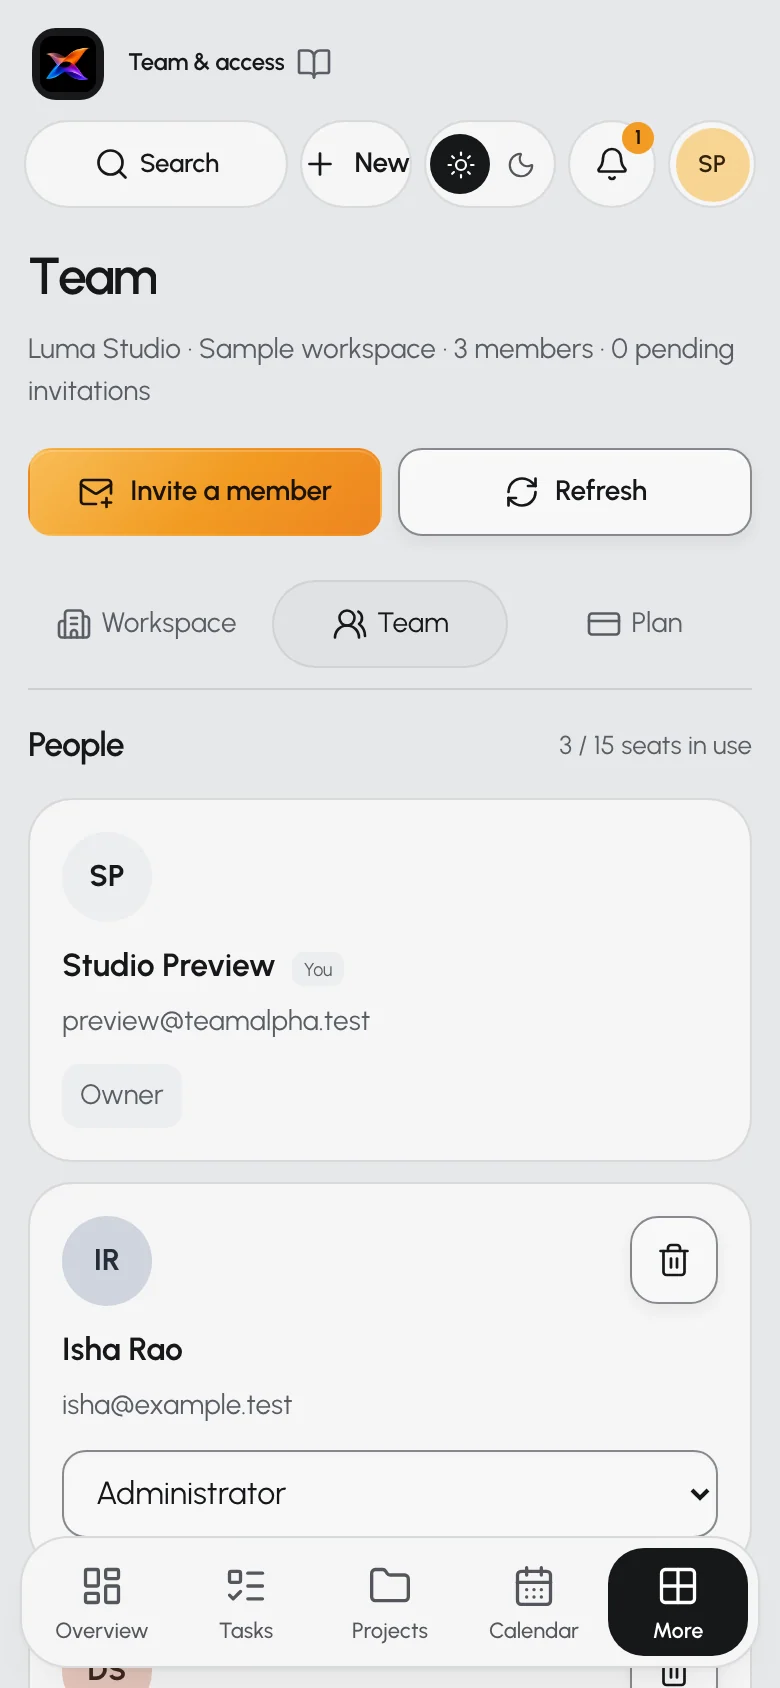 Team & access
Search
New
1
SP
Team
Luma Studio · Sample workspace · 3 members · 0 pending
invitations
Invite a member
Refresh
Workspace
Team
Plan
People
3 / 15 seats in use
SP
Studio Preview You
preview@teamalpha.test
Owner
IR
Isha Rao
isha@example.test
Administrator
Overview
Tasks
Projects
Calendar
More
DS